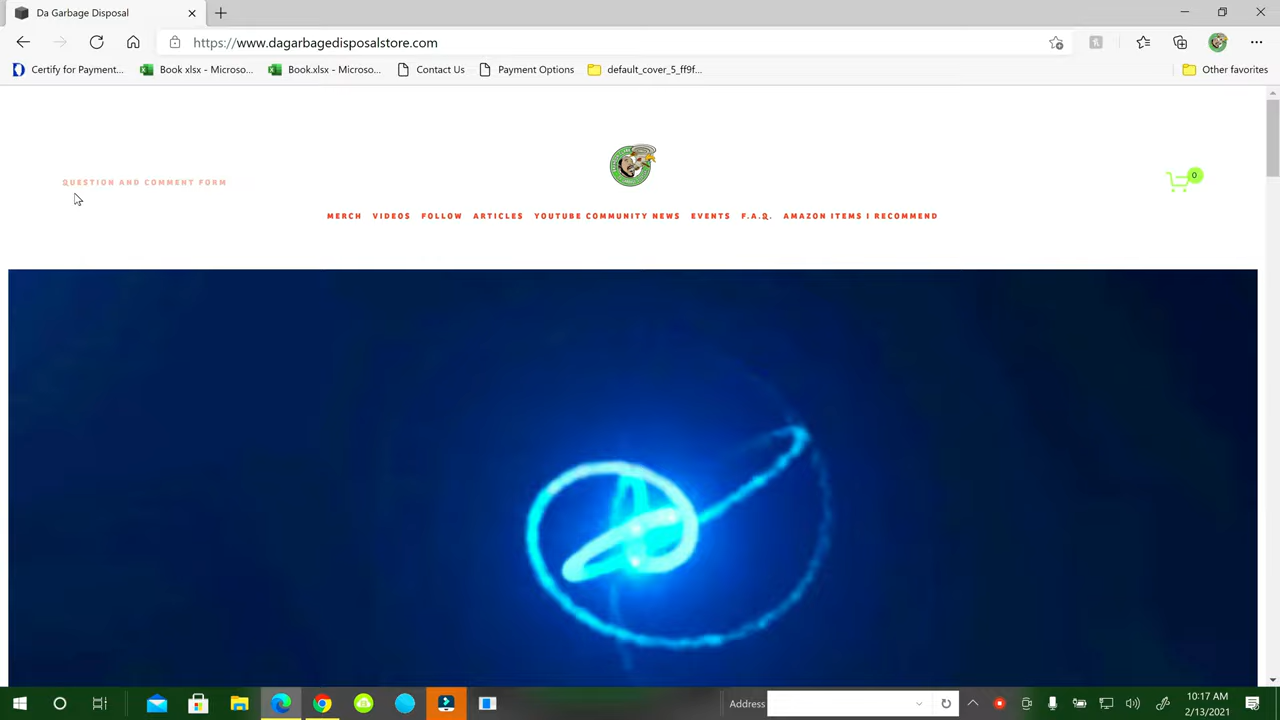 Da Garbage Disposal
https://www.dagarbagedisposalstore.com
Certify for Payment...
Book xlsx - Microso...
Book.xlsx - Microso...
Contact Us
Payment Options
default_cover_5_ff9f...
Other favorites
QUESTION AND COMMENT FORM
0
MERCH VIDEOS FOLLOW ARTICLES YOUTUBE COMMUNITY NEWS EVENTS F.A.Q. AMAZON ITEMS I RECOMMEND
Address
10:17 AM
2/13/2021